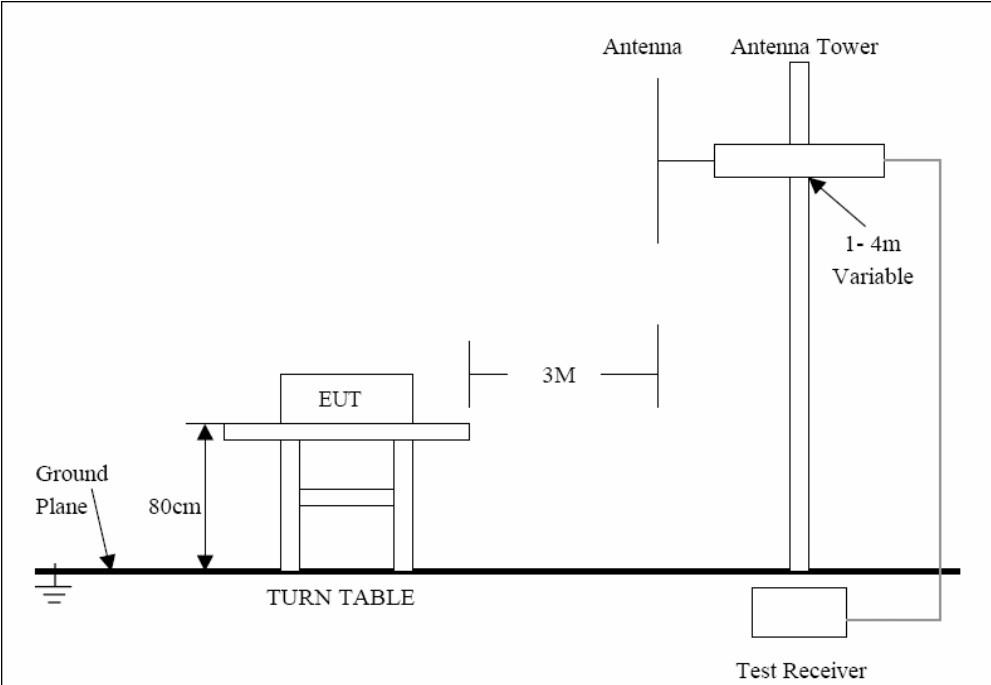 Antenna
Antenna Tower
1- 4m
Variable
3M
EUT
Ground
Plane
80cm
TURN TABLE
Test Receiver